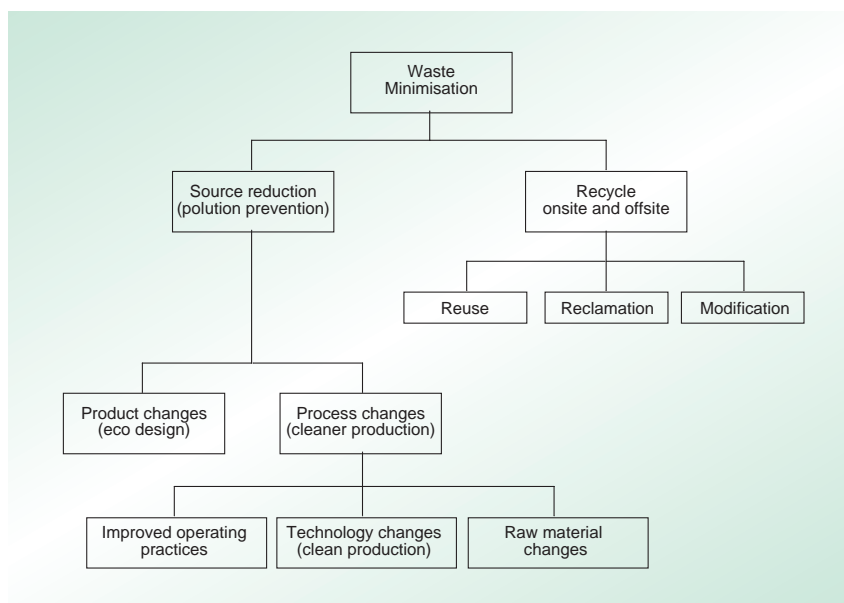 Waste
Minimisation
Source reduction
(polution prevention)
Recycle
onsite and offsite
Reuse
Reclamation
Modification
Product changes
(eco design)
Process changes
(cleaner production)
Improved operating
practices
Technology changes
(clean production)
Raw material
changes